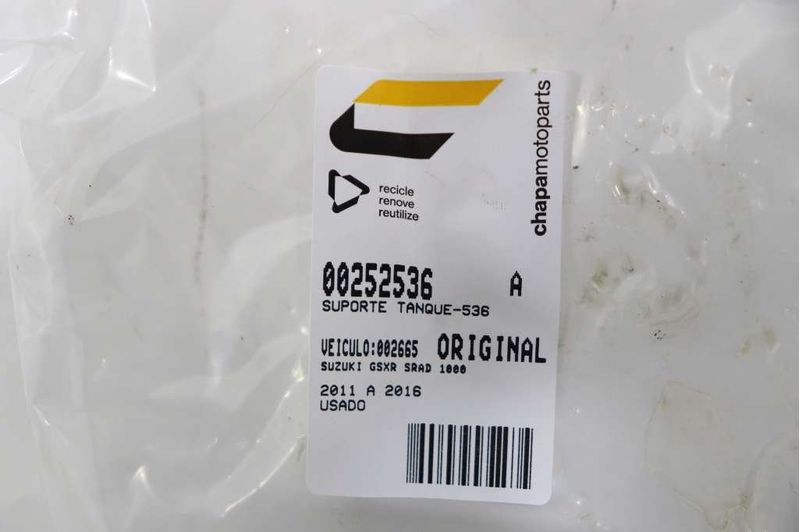 chapamotoparts
recicle
renove
reutilize
00252536 A
SUPORTE TANQUE-536
VEICULO:002665 ORIGINAL
SUZUKI GSXR SRAD 1000
2011 A 2016
USADO